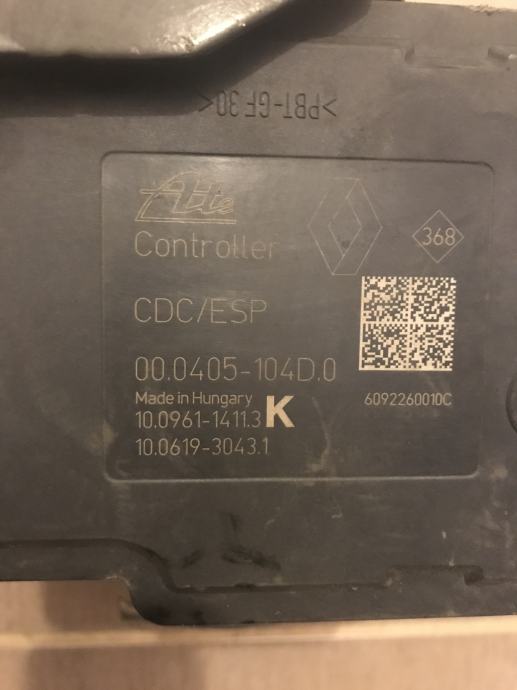 >PBT-GF30<
Ate
368
Controller
CDC/ESP
00.0405-104D.0
Made in Hungary
10.0961-1411.3 K
6092260010C
10.0619-3043.1